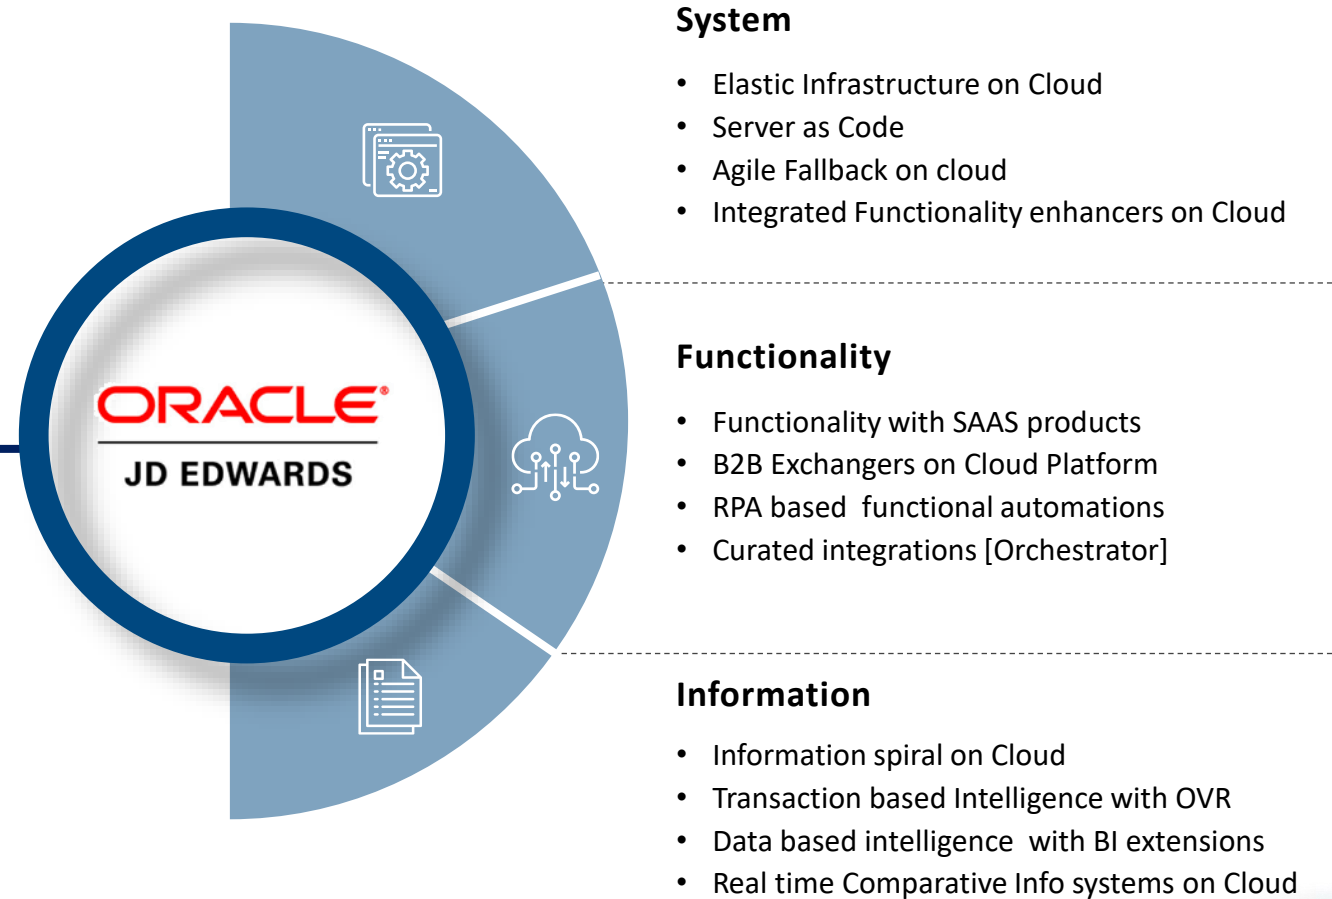 System
• Elastic Infrastructure on Cloud
• Server as Code
• Agile Fallback on cloud
• Integrated Functionality enhancers on Cloud
ORACLE®
JD EDWARDS
Functionality
• Functionality with SAAS products
• B2B Exchangers on Cloud Platform
• RPA based  functional automations
• Curated integrations [Orchestrator]
Information
• Information spiral on Cloud
• Transaction based Intelligence with OVR
• Data based intelligence  with BI extensions
• Real time Comparative Info systems on Cloud